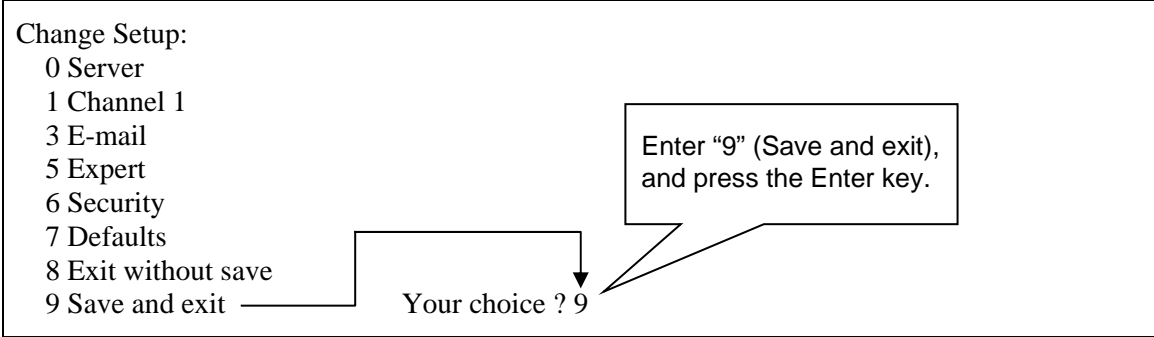 Change Setup:
0 Server
1 Channel 1
3 E-mail
5 Expert
6 Security
7 Defaults
8 Exit without save
9 Save and exit
Your choice ? 9
Enter “9” (Save and exit),
and press the Enter key.